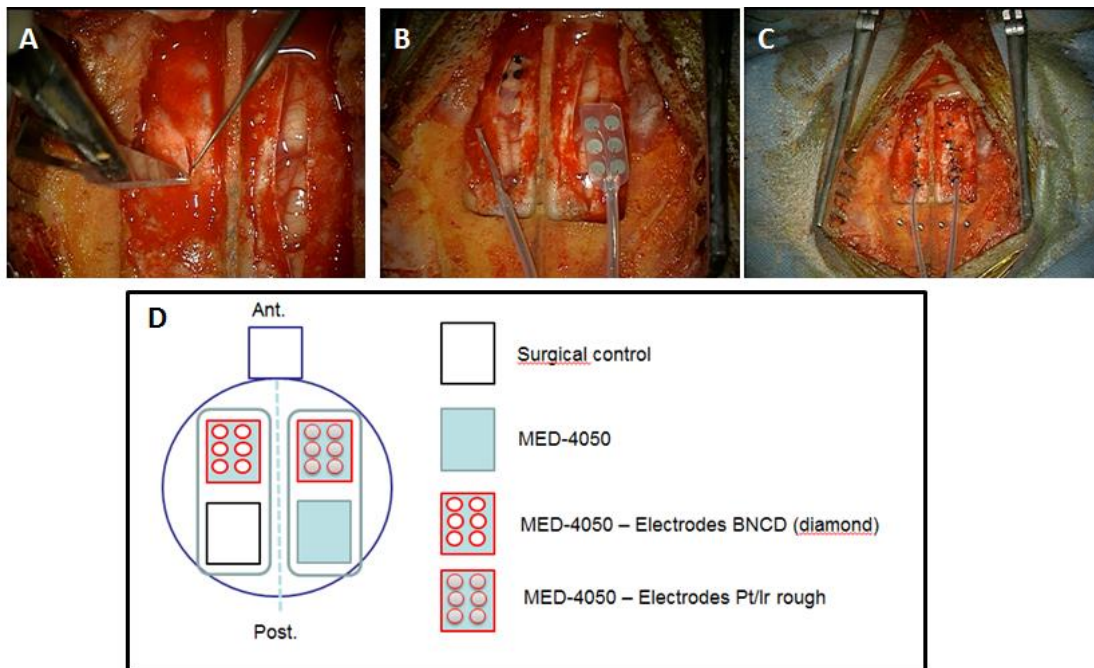 A
B
C
D
Ant.
Surgical control
MED-4050
MED-4050 – Electrodes BNCD (diamond)
MED-4050 – Electrodes Pt/Ir rough
Post.